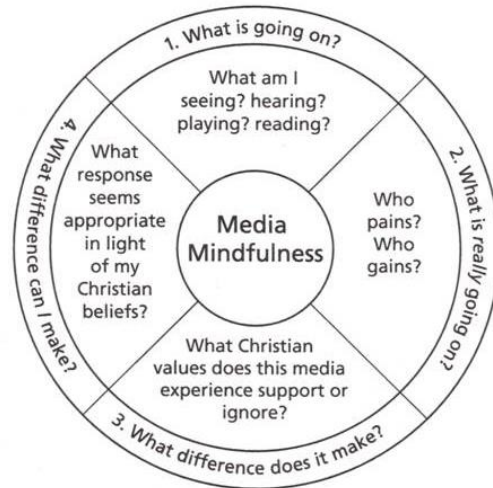 1. What is going on?
What am I
seeing? hearing?
playing? reading?
2. What is really going on?
Who
pains?
Who
gains?
3. What difference does it make?
What Christian
values does this media
experience support or
ignore?
4. What difference can I make?
What
response
seems
appropriate
in light
of my
Christian
beliefs?
Media
Mindfulness